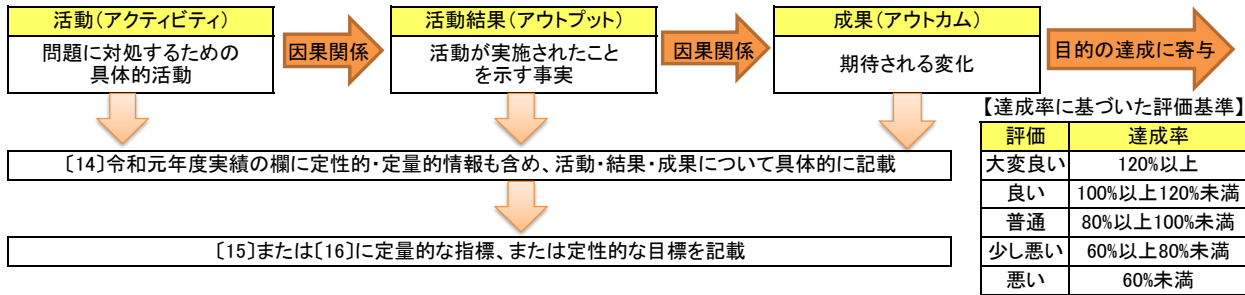 活動(アクティビティ)
問題に対処するための
具体的活動
因果関係
活動結果(アウトプット)
活動が実施されたこと
を示す事実
因果関係
成果(アウトカム)
期待される変化
目的の達成に寄与
〔14〕令和元年度実績の欄に定性的・定量的情報も含め、活動・結果・成果について具体的に記載
〔15〕または〔16〕に定量的な指標、または定性的な目標を記載
【達成率に基づいた評価基準】
評価 達成率
大変良い 120%以上
良い 100%以上120%未満
普通 80%以上100%未満
少し悪い 60%以上80%未満
悪い 60%未満